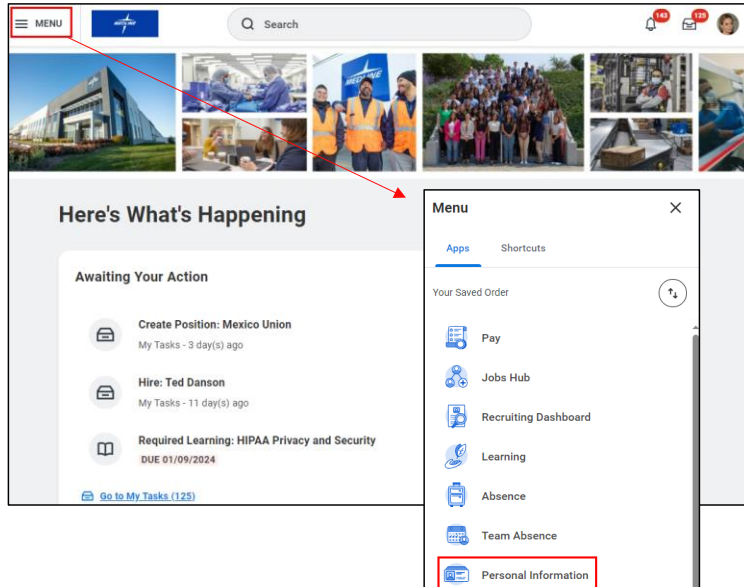 MENU
MEDLINE
Search
143
125
MEDLINE
Here's What's Happening
Awaiting Your Action
Create Position: Mexico Union
My Tasks - 3 day(s) ago
Hire: Ted Danson
My Tasks - 11 day(s) ago
Required Learning: HIPAA Privacy and Security
DUE 01/09/2024
Go to My Tasks (125)
Menu
Apps Shortcuts
Your Saved Order
Pay
Jobs Hub
Recruiting Dashboard
Learning
Absence
Team Absence
Personal Information